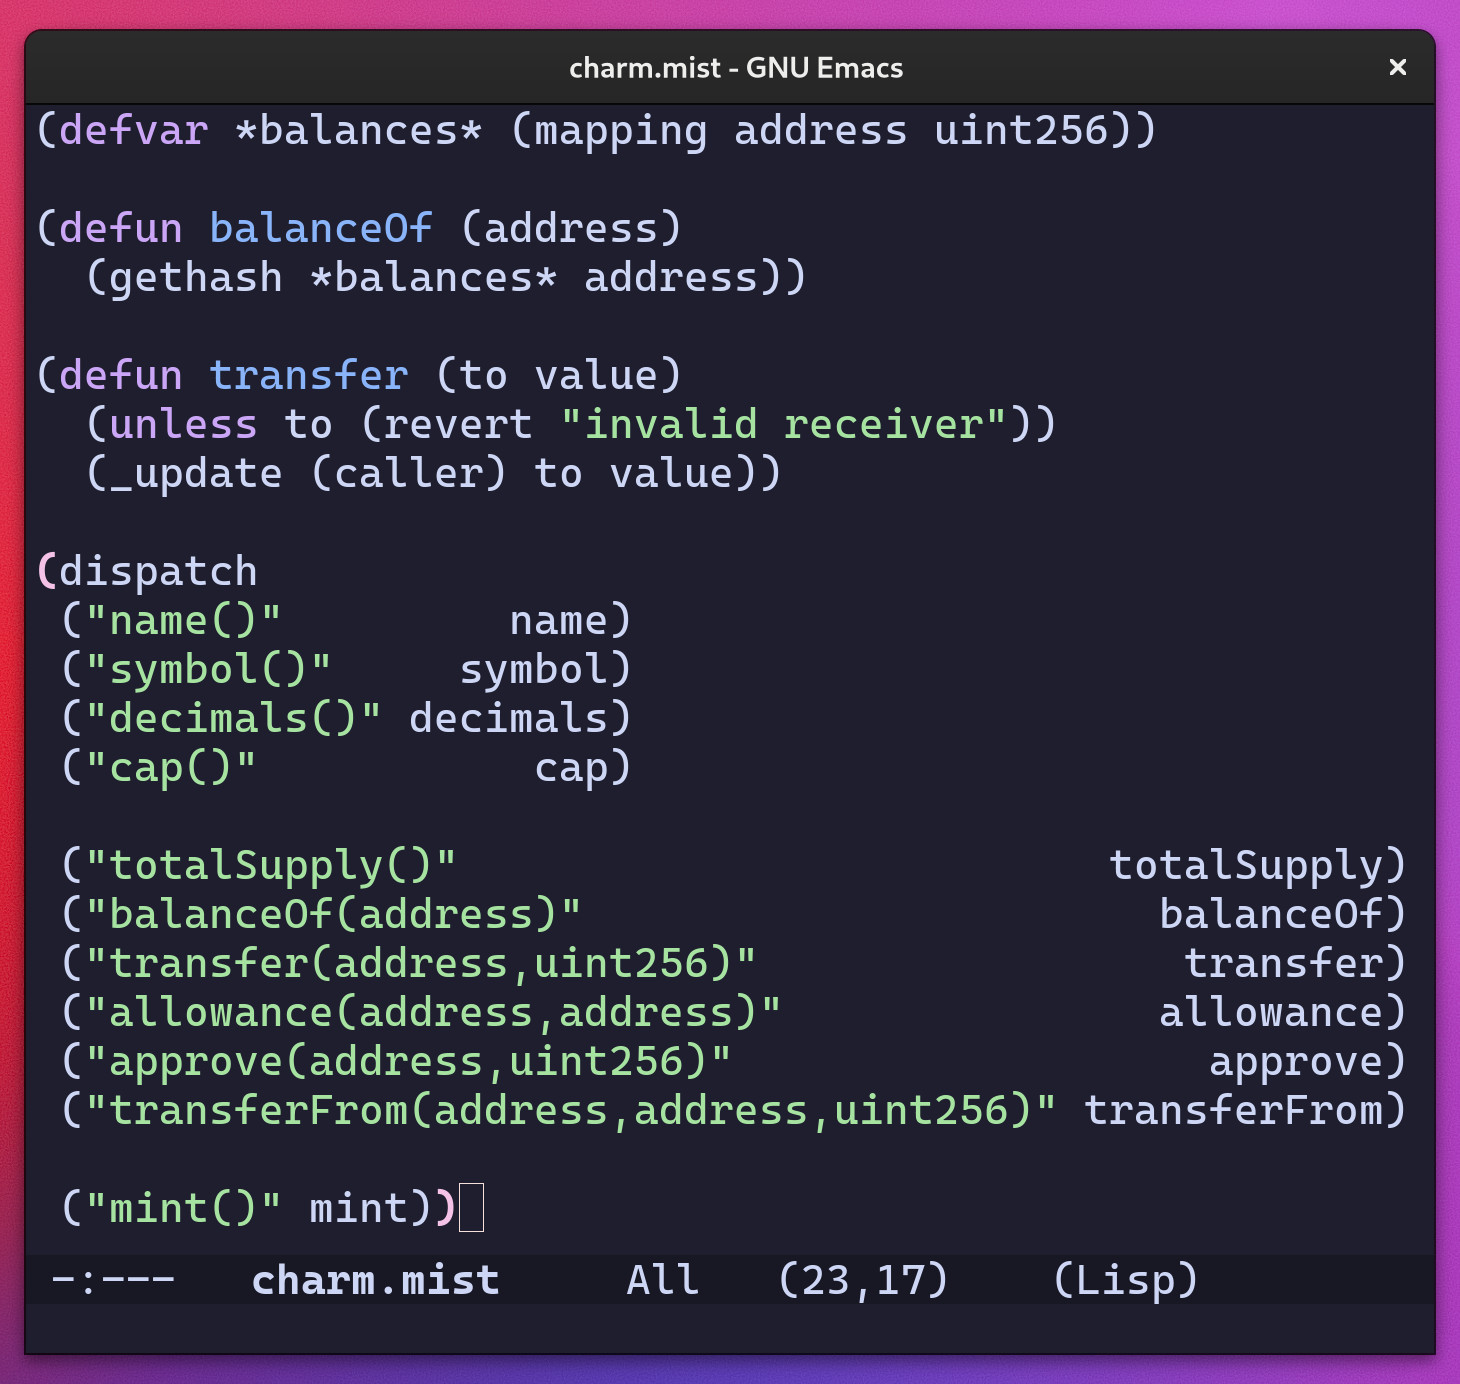 charm.mist - GNU Emacs ×
(defvar *balances* (mapping address uint256))

(defun balanceOf (address)
  (gethash *balances* address))

(defun transfer (to value)
  (unless to (revert "invalid receiver"))
  (_update (caller) to value))

(dispatch
 ("name()"         name)
 ("symbol()"     symbol)
 ("decimals()" decimals)
 ("cap()"           cap)

 ("totalSupply()"                          totalSupply)
 ("balanceOf(address)"                       balanceOf)
 ("transfer(address,uint256)"                 transfer)
 ("allowance(address,address)"               allowance)
 ("approve(address,uint256)"                   approve)
 ("transferFrom(address,address,uint256)" transferFrom)

 ("mint()" mint))
-:---   charm.mist     All   (23,17)    (Lisp)